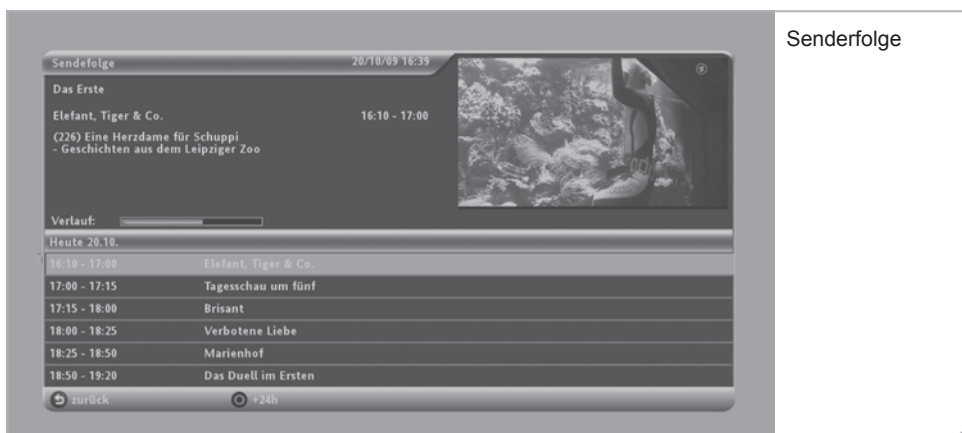 Senderfolge
Sendefolge 20/10/09 16:39
Das Erste
Elefant, Tiger & Co. 16:10 - 17:00
(226) Eine Herzdame für Schuppi
- Geschichten aus dem Leipziger Zoo
Verlauf:
Heute 20.10.
16:10 - 17:00 Elefant, Tiger & Co.
17:00 - 17:15 Tagesschau um fünf
17:15 - 18:00 Brisant
18:00 - 18:25 Verbotene Liebe
18:25 - 18:50 Marienhof
18:50 - 19:20 Das Duell im Ersten
zurück +24h